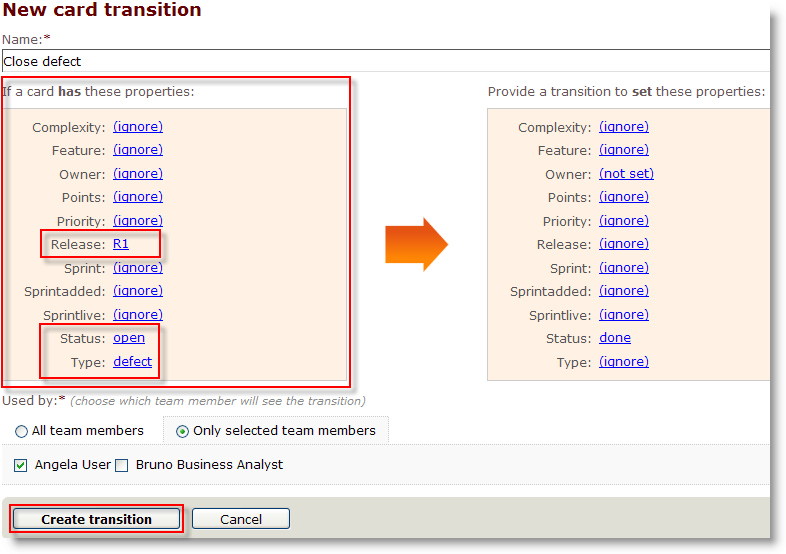 New card transition
Name:*
Close defect
If a card has these properties:
Complexity: (ignore)
Feature: (ignore)
Owner: (ignore)
Points: (ignore)
Priority: (ignore)
Release: R1
Sprint: (ignore)
Sprintadded: (ignore)
Sprintlive: (ignore)
Status: open
Type: defect
Provide a transition to set these properties:
Complexity: (ignore)
Feature: (ignore)
Owner: (not set)
Points: (ignore)
Priority: (ignore)
Release: (ignore)
Sprint: (ignore)
Sprintadded: (ignore)
Sprintlive: (ignore)
Status: done
Type: (ignore)
Used by:* (choose which team member will see the transition)
All team members Only selected team members
Angela User Bruno Business Analyst
Create transition Cancel